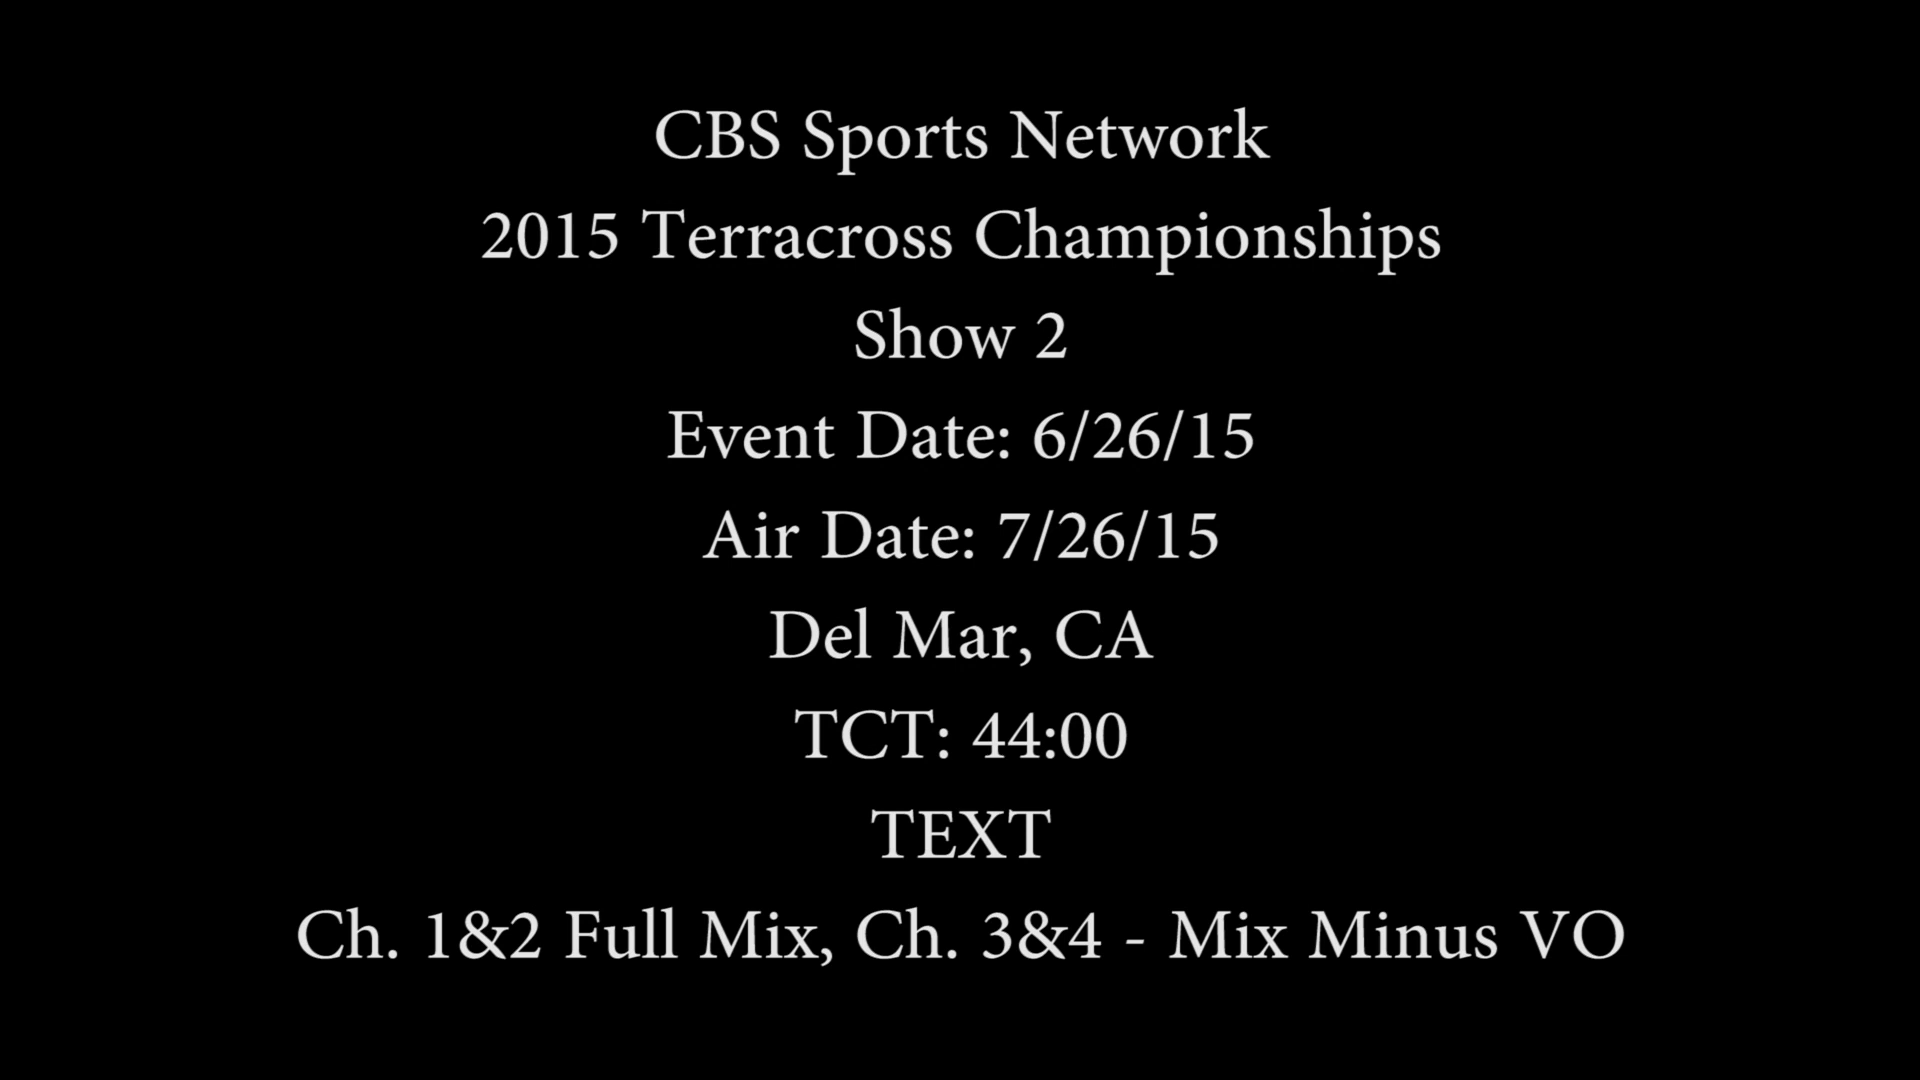 CBS Sports Network
2015 Terracross Championships
Show 2
Event Date: 6/26/15
Air Date: 7/26/15
Del Mar, CA
TCT: 44:00
TEXT
Ch. 1&2 Full Mix, Ch. 3&4 - Mix Minus VO